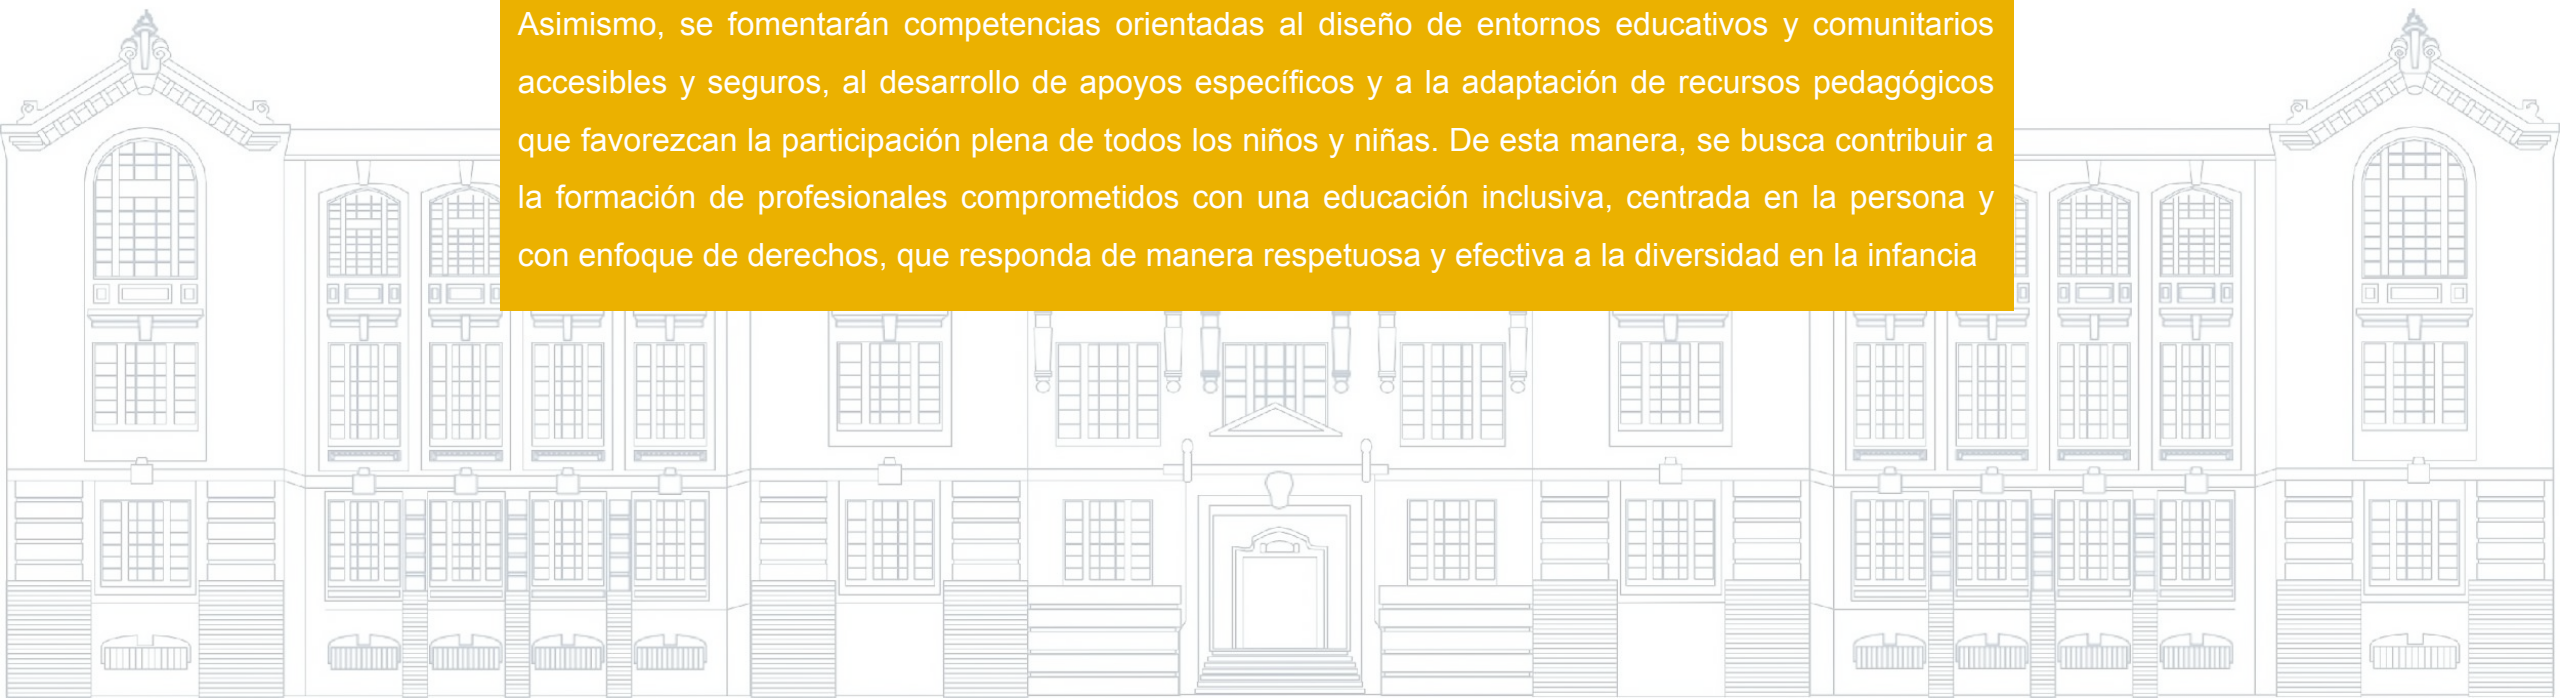 Asimismo, se fomentarán competencias orientadas al diseño de entornos educativos y comunitarios
accesibles y seguros, al desarrollo de apoyos específicos y a la adaptación de recursos pedagógicos
que favorezcan la participación plena de todos los niños y niñas. De esta manera, se busca contribuir a
la formación de profesionales comprometidos con una educación inclusiva, centrada en la persona y
con enfoque de derechos, que responda de manera respetuosa y efectiva a la diversidad en la infancia